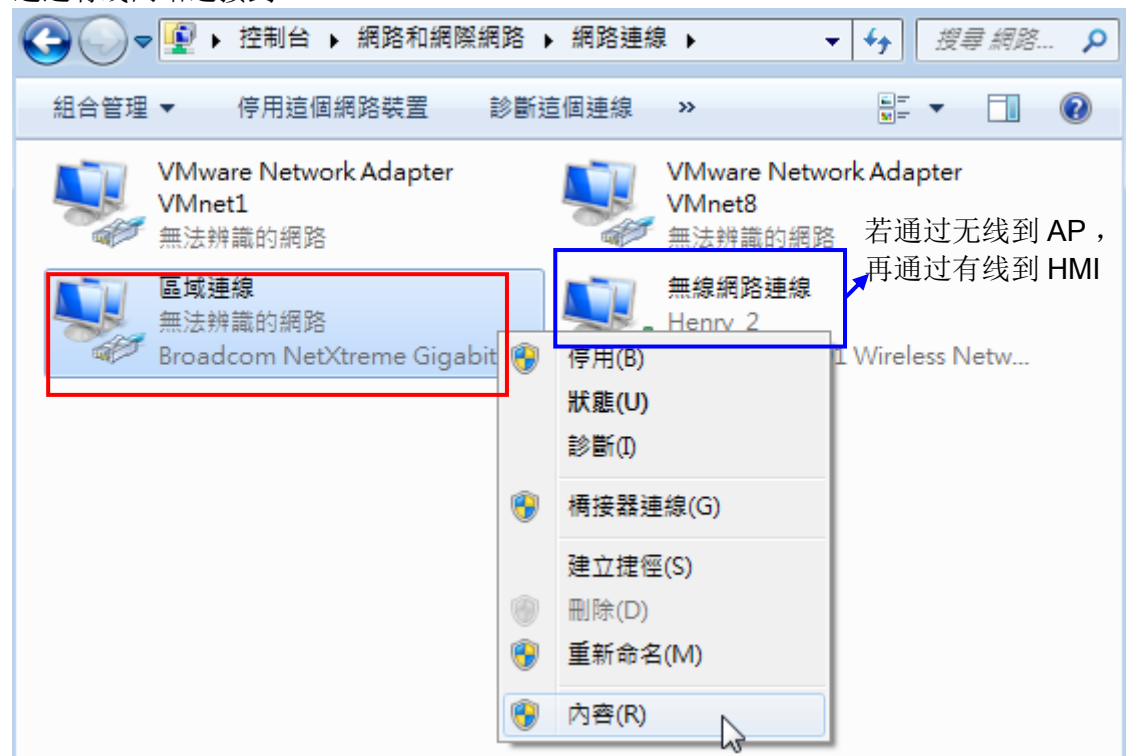 控制台 ▸ 網路和網際網路 ▸ 網路連線 ▸
搜尋 網路...
組合管理
停用這個網路裝置
診斷這個連線
»
VMware Network Adapter
VMnet1
無法辨識的網路
VMware Network Adapter
VMnet8
無法辨識的網路
若通过无线到 AP，
再通过有线到 HMI
區域連線
無法辨識的網路
Broadcom NetXtreme Gigabit
無線網路連線
Henry_2
1 Wireless Netw...
停用(B)
狀態(U)
診斷(I)
橋接器連線(G)
建立捷徑(S)
刪除(D)
重新命名(M)
內容(R)